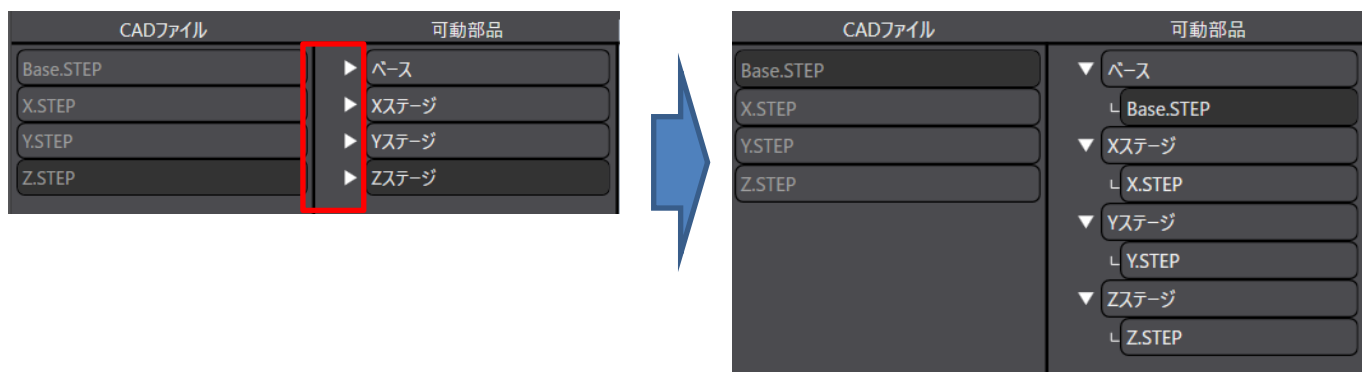 CADファイル 可動部品
Base.STEP ▶ ベース
X.STEP ▶ Xステージ
Y.STEP ▶ Yステージ
Z.STEP ▶ Zステージ
CADファイル 可動部品
Base.STEP ▼ ベース
└ Base.STEP
X.STEP
▼ Xステージ
Y.STEP
└ X.STEP
Z.STEP
▼ Yステージ
└ Y.STEP
▼ Zステージ
└ Z.STEP